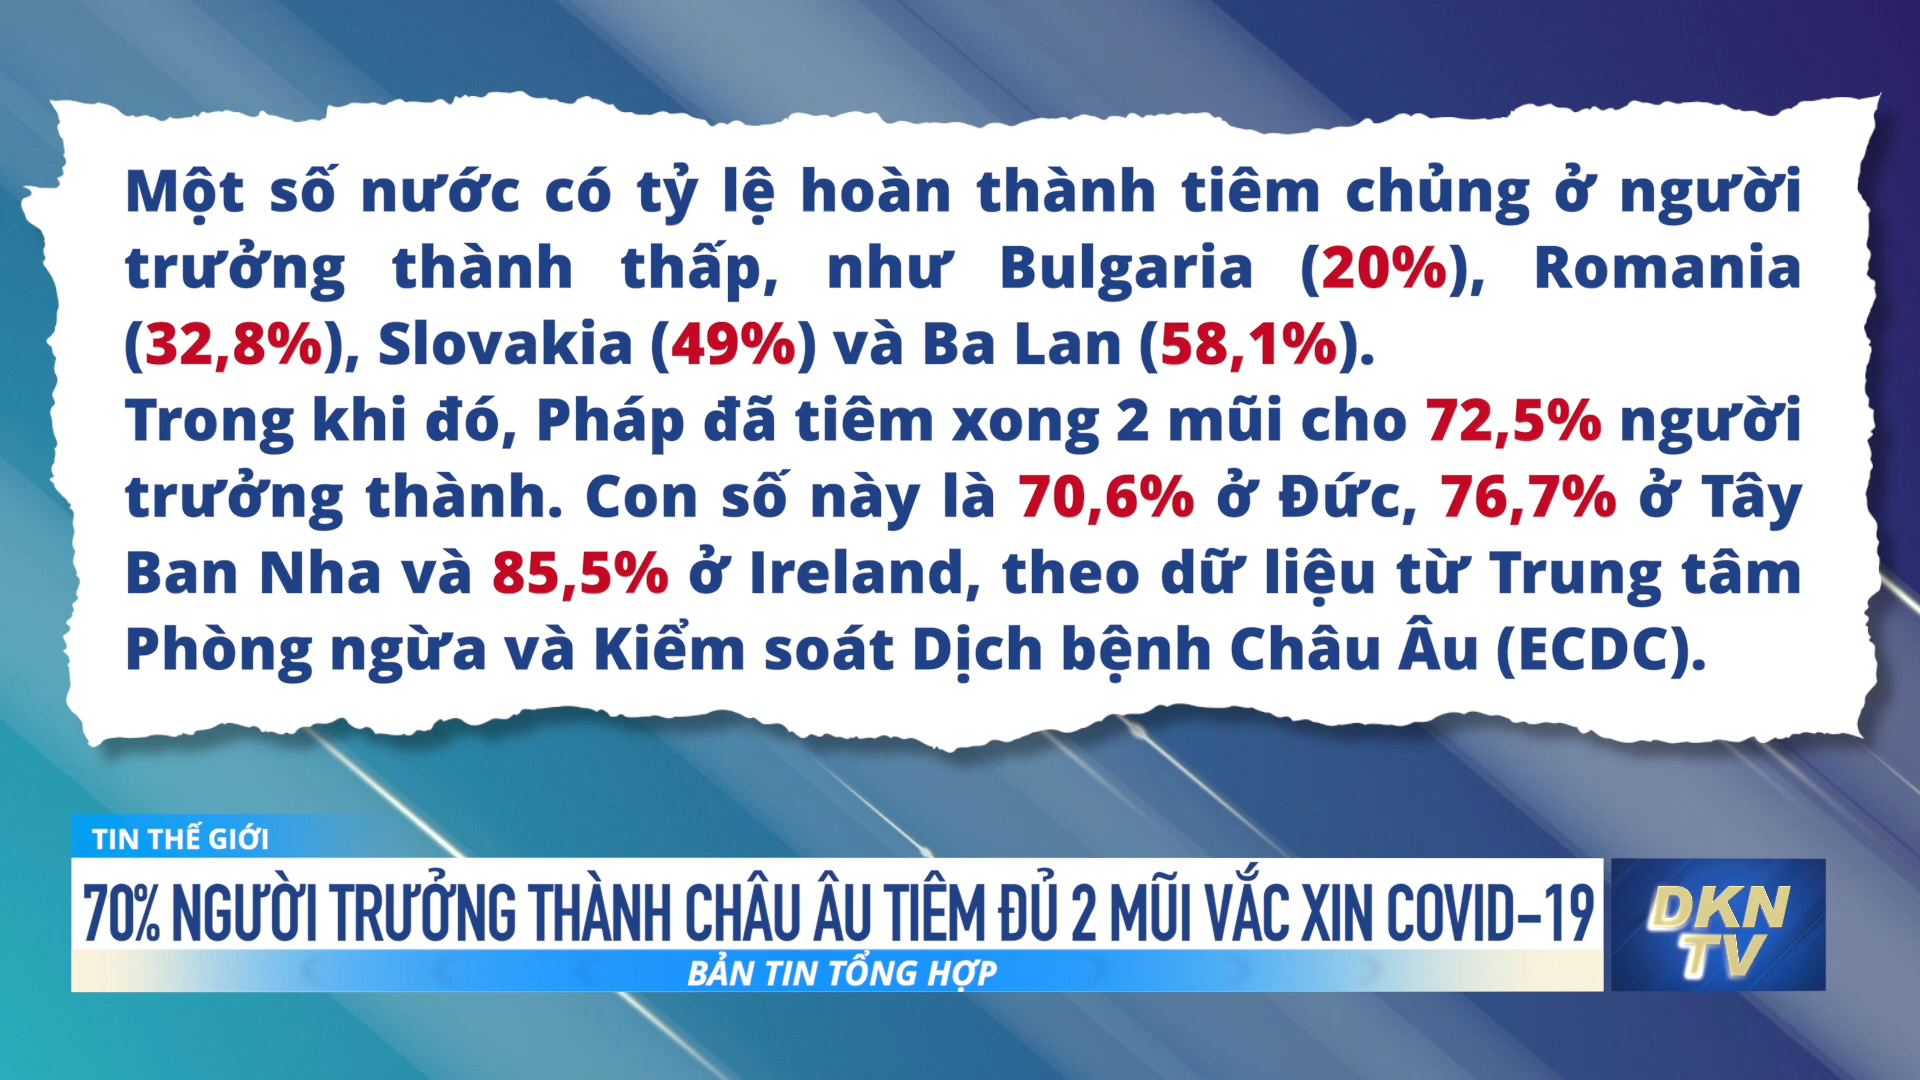 Một số nước có tỷ lệ hoàn thành tiêm chủng ở người
trưởng thành thấp, như Bulgaria (20%), Romania
(32,8%), Slovakia (49%) và Ba Lan (58,1%).
Trong khi đó, Pháp đã tiêm xong 2 mũi cho 72,5% người
trưởng thành. Con số này là 70,6% ở Đức, 76,7% ở Tây
Ban Nha và 85,5% ở Ireland, theo dữ liệu từ Trung tâm
Phòng ngừa và Kiểm soát Dịch bệnh Châu Âu (ECDC).
TIN THẾ GIỚI
70% NGƯỜI TRƯỞNG THÀNH CHÂU ÂU TIÊM ĐỦ 2 MŨI VẮC XIN COVID-19
BẢN TIN TỔNG HỢP
DKN
TV